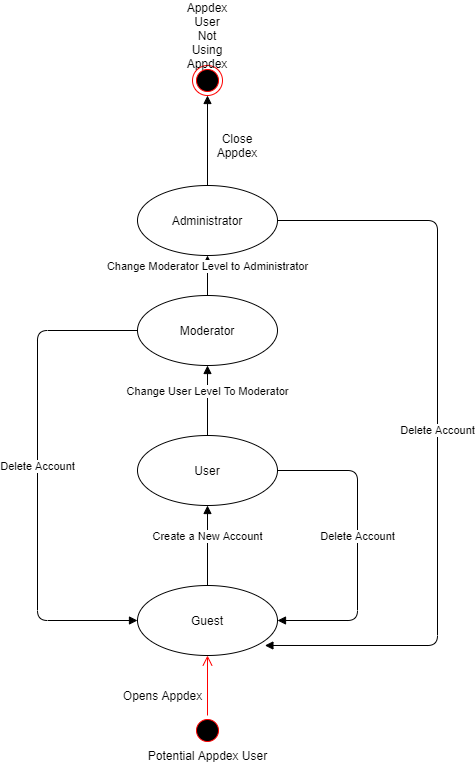 Appdex
User
Not
Using
Appdex
Close
Appdex
Administrator
Change Moderator Level to Administrator
Moderator
Change User Level To Moderator
Delete Account
Delete Account
User
Create a New Account
Delete Account
Guest
Opens Appdex
Potential Appdex User